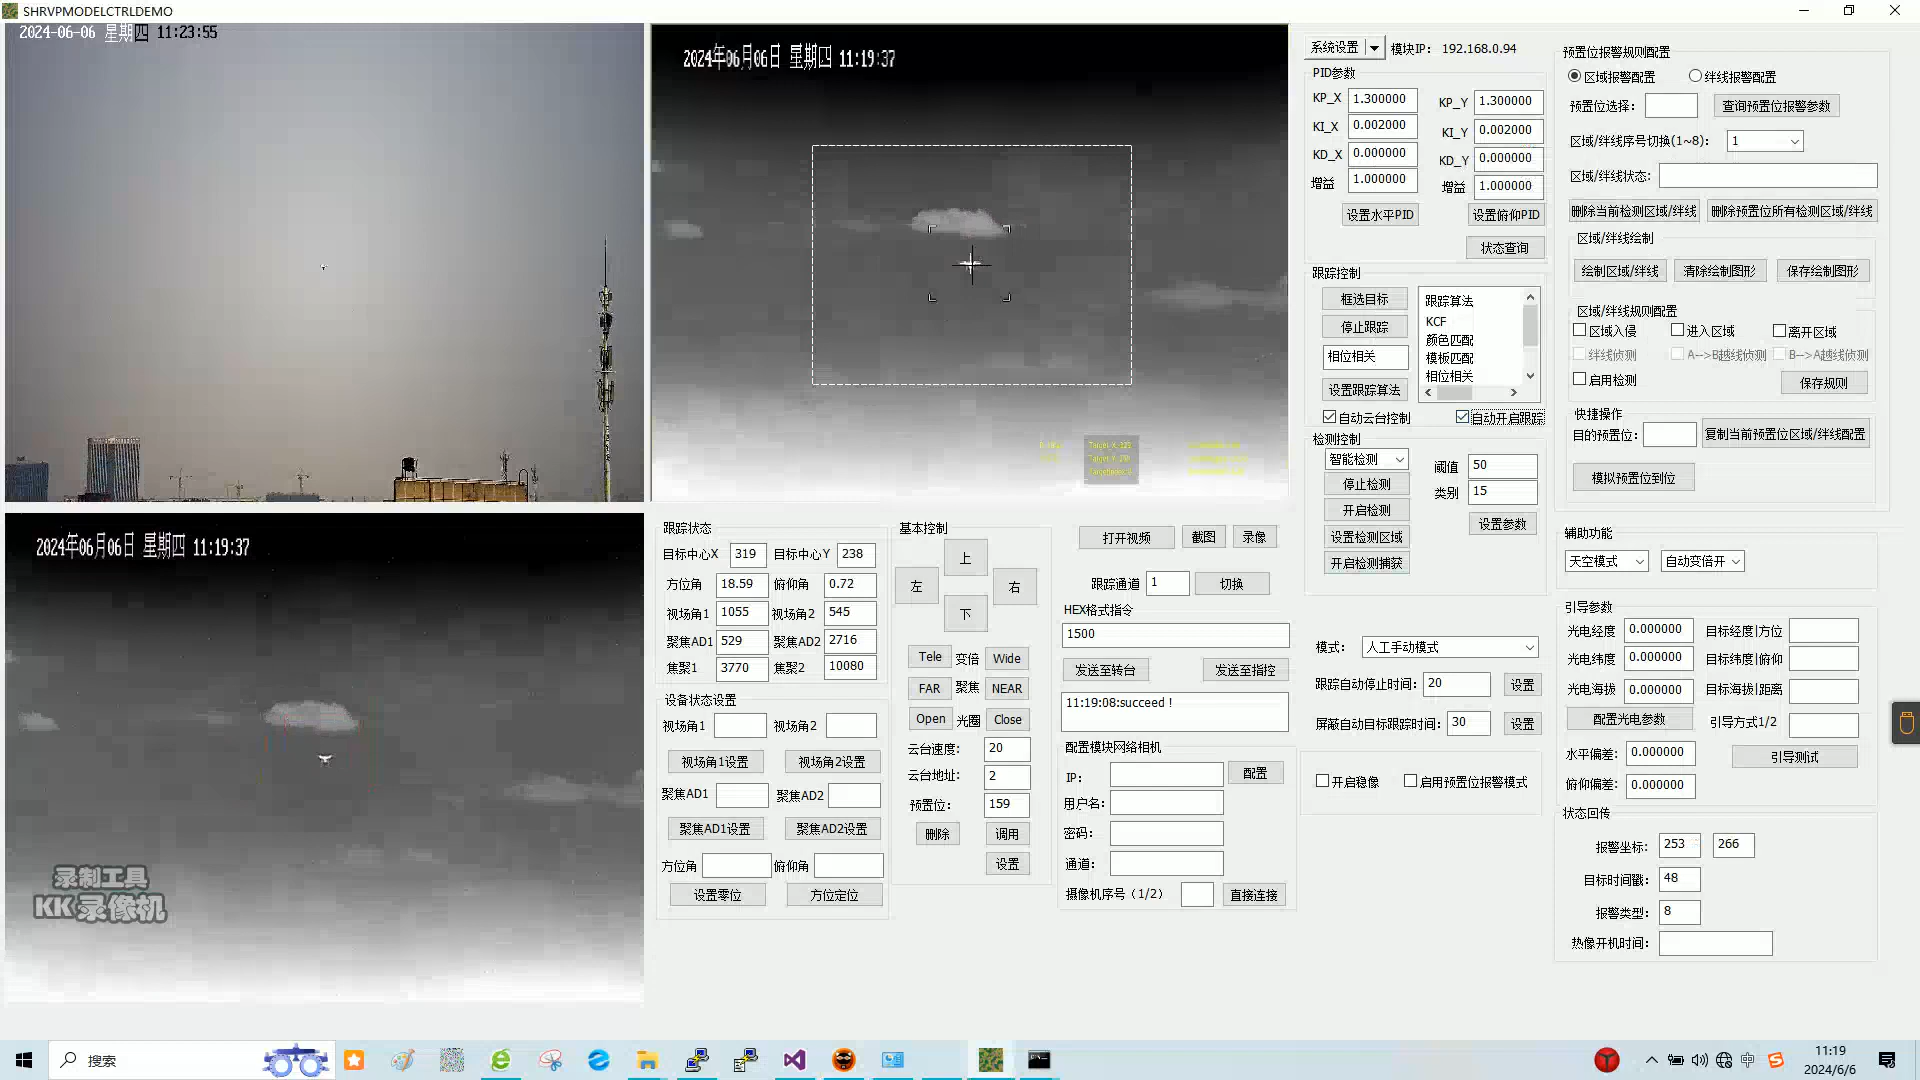 SHRVPMODELCTRLDEMO
2024-06-06 星期四 11:23:55
2024年06月06日 星期四 11:19:37
2024年06月06日 星期四 11:19:37
录制工具
KK 录像机
系统设置 模块IP: 192.168.0.94
PID参数
KP_X 1.300000 KP_Y 1.300000
KI_X 0.002000 KI_Y 0.002000
KD_X 0.000000 KD_Y 0.000000
增益 1.000000 增益 1.000000
设置水平PID 设置俯仰PID
状态查询
跟踪控制
框选目标
停止跟踪
相位相关
设置跟踪算法
跟踪算法
KCF
颜色匹配
模板匹配
相位相关
自动云台控制 自动开启跟踪
检测控制
智能检测 阈值 50
停止检测 类别 15
开启检测 设置参数
设置检测区域
开启检测捕获
模式: 人工手动模式
跟踪自动停止时间: 20 设置
屏蔽自动目标跟踪时间: 30 设置
开启稳像 启用预置位报警模式
预置位报警规则配置
区域报警配置 绊线报警配置
预置位选择: 查询预置位报警参数
区域/绊线序号切换(1~8): 1
区域/绊线状态:
删除当前检测区域/绊线 删除预置位所有检测区域/绊线
区域/绊线绘制
绘制区域/绊线 清除绘制图形 保存绘制图形
区域/绊线规则配置
区域入侵 进入区域 离开区域
绊线侦测 A-->B越线侦测 B-->A越线侦测
启用检测 保存规则
快捷操作
目的预置位: 复制当前预置位区域/绊线配置
模拟预置位到位
辅助功能
天空模式 自动变倍开
引导参数
光电经度 0.000000 目标经度|方位
光电纬度 0.000000 目标纬度|俯仰
光电海拔 0.000000 目标海拔|距离
配置光电参数 引导方式1/2
水平偏差: 0.000000 引导测试
俯仰偏差: 0.000000
状态回传
报警坐标: 253 266
目标时间戳: 48
报警类型: 8
热像开机时间:
跟踪状态
目标中心X 319 目标中心Y 238
方位角 18.59 俯仰角 0.72
视场角1 1055 视场角2 545
聚焦AD1 529 聚焦AD2 2716
焦聚1 3770 焦聚2 10080
设备状态设置
视场角1 视场角2
视场角1设置 视场角2设置
聚焦AD1 聚焦AD2
聚焦AD1设置 聚焦AD2设置
方位角 俯仰角
设置零位 方位定位
基本控制
上
左 右
下
Tele 变倍 Wide
FAR 聚焦 NEAR
Open 光圈 Close
云台速度: 20
云台地址: 2
预置位: 159
删除 调用
设置
打开视频 截图 录像
跟踪通道 1 切换
HEX格式指令
1500
发送至转台 发送至指控
11:19:08:succeed !
配置模块网络相机
IP: 配置
用户名:
密码:
通道:
摄像机序号（1/2） 直接连接
搜索
中
11:19
2024/6/6